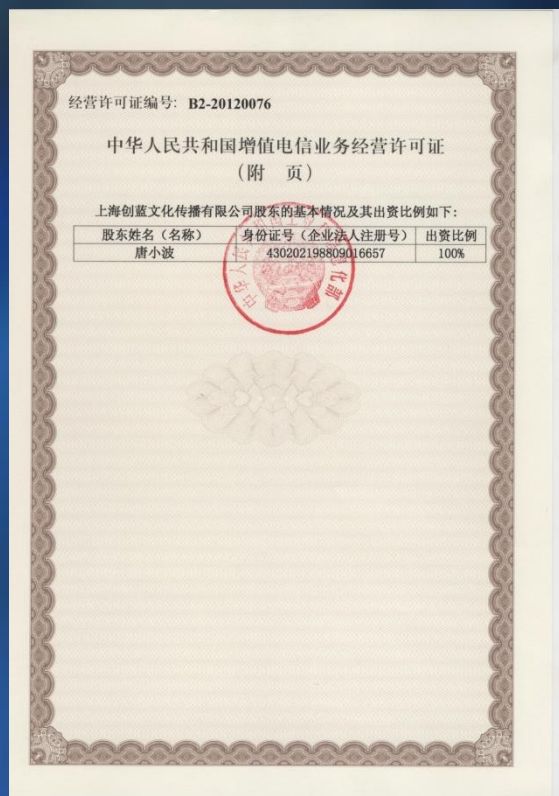 经营许可证编号: B2-20120076
中华人民共和国增值电信业务经营许可证
(附 页)
上海创蓝文化传播有限公司股东的基本情况及其出资比例如下:
股东姓名（名称） 身份证号（企业法人注册号） 出资比例
唐小波 430202198809016657 100%